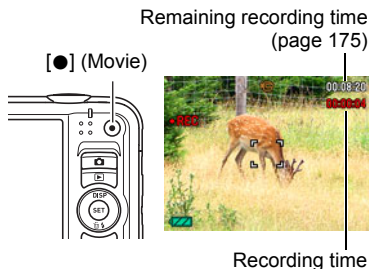 Remaining recording time
(page 175)
[●] (Movie)
00:08:20
00:00:04
●REC
DISP
SET
Recording time